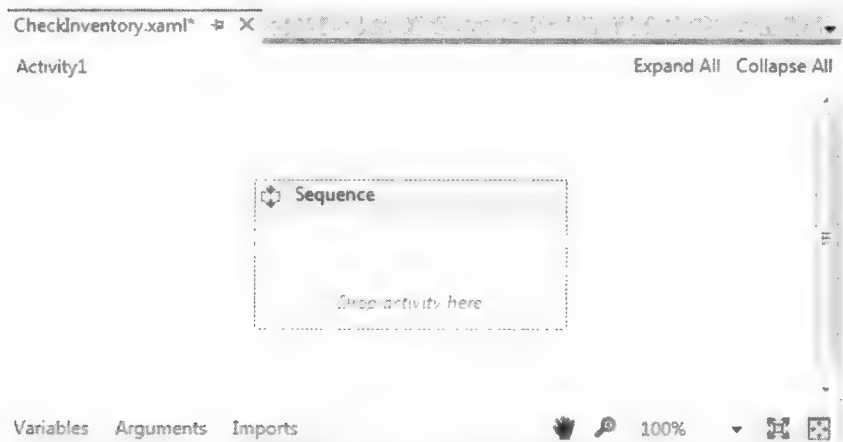 CheckInventory.xaml*
Activity1 Expand All Collapse All
Sequence
Drop activity here
Variables Arguments Imports 100%